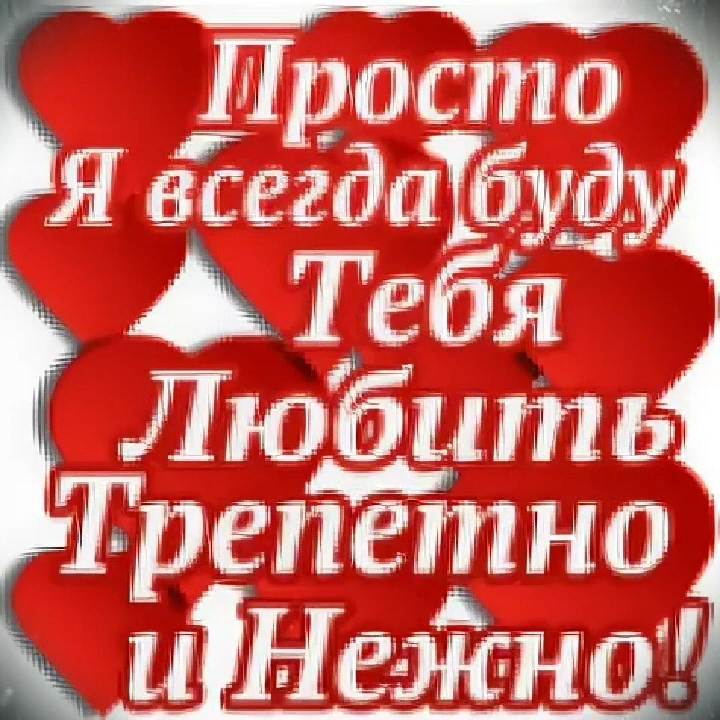 Просто
Я всегда буду
Тебя
Любить
Трепетно
и Нежно!